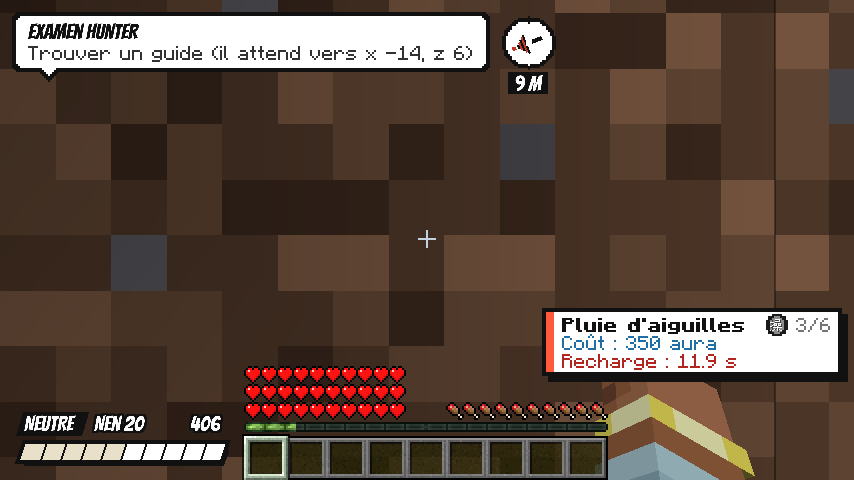 EXAMEN HUNTER
Trouver un guide (il attend vers x -14, z 6)
9 M
Pluie d'aiguilles 3/6
Coût : 350 aura
Recharge : 11.9 s
NEUTRE NEN 20 406